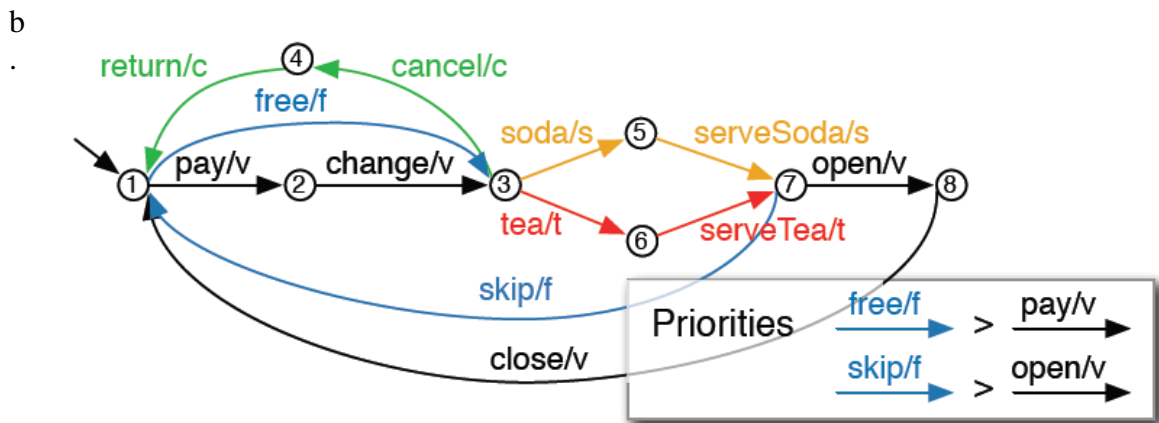 b
.
④
return/c
cancel/c
free/f
soda/s
⑤
serveSoda/s
pay/v
change/v
open/v
①
②
③
⑦
⑧
tea/t
⑥
serveTea/t
skip/f
close/v
Priorities
free/f > pay/v
skip/f > open/v